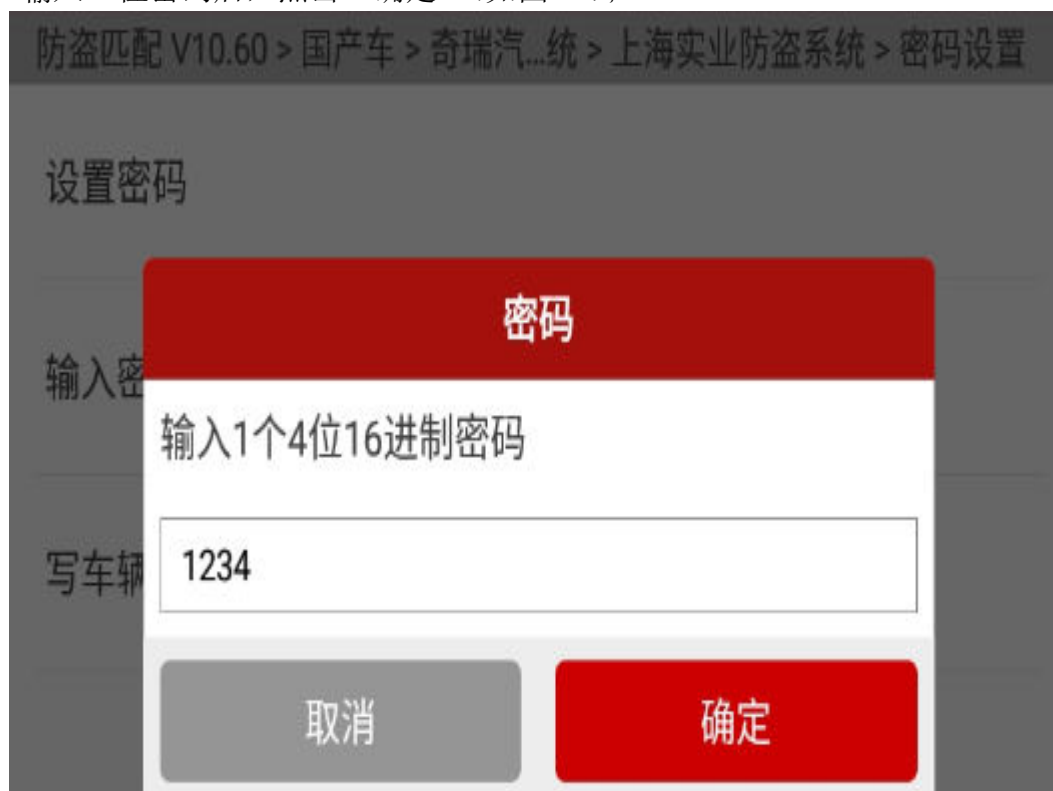 防盗匹配 V10.60 > 国产车 > 奇瑞汽...统 > 上海实业防盗系统 > 密码设置
设置密码
密码
输入密
输入1个4位16进制密码
1234
写车辆
取消
确定